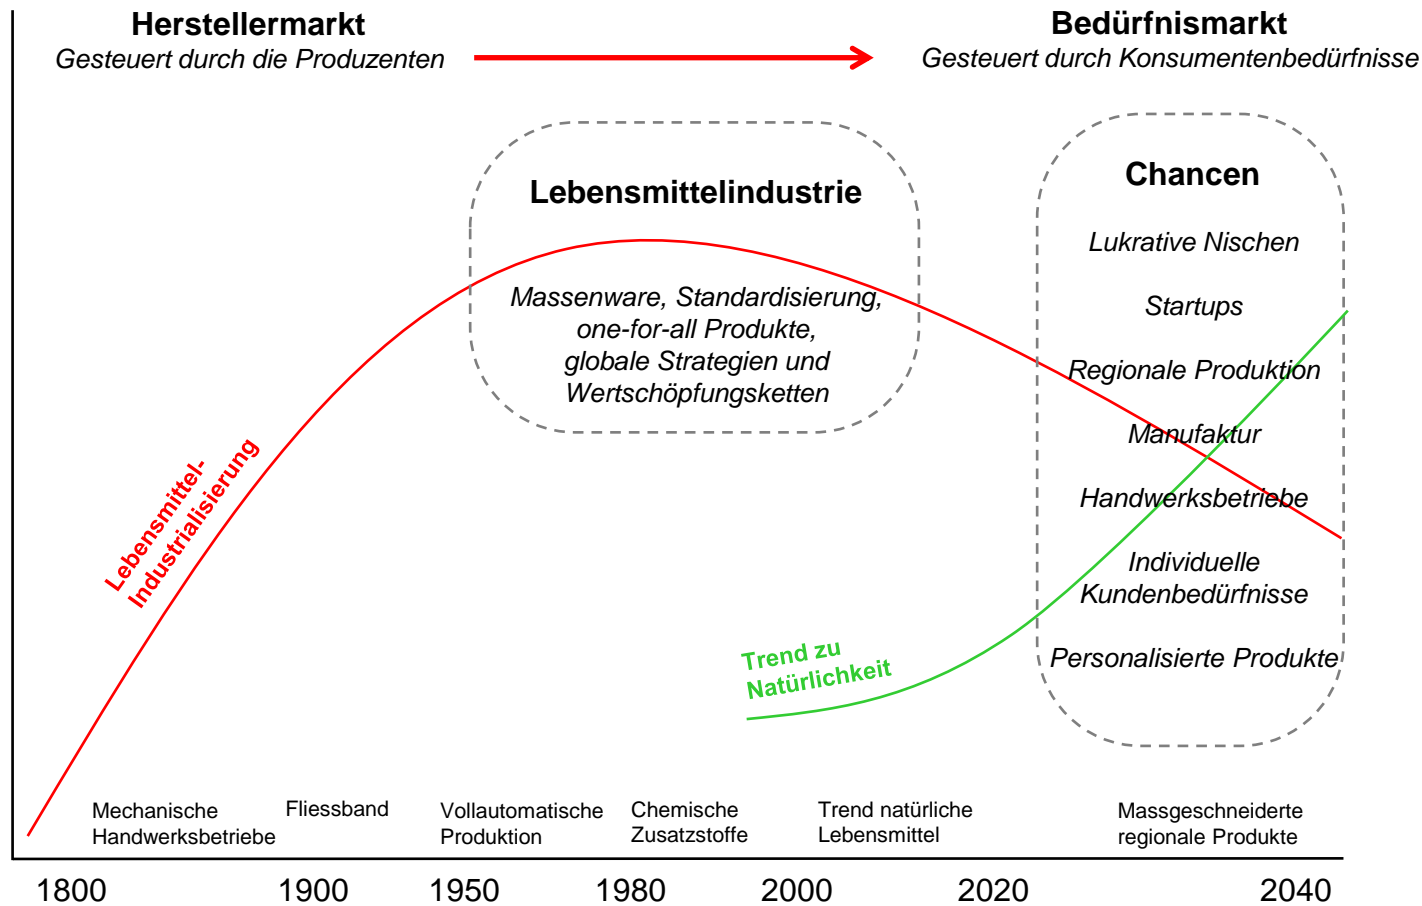 Herstellermarkt
Gesteuert durch die Produzenten
Bedürfnismarkt
Gesteuert durch Konsumentenbedürfnisse
Lebensmittelindustrie
Massenware, Standardisierung,
one-for-all Produkte,
globale Strategien und
Wertschöpfungsketten
Chancen
Lukrative Nischen
Startups
Regionale Produktion
Manufaktur
Handwerksbetriebe
Individuelle
Kundenbedürfnisse
Personalisierte Produkte
Lebensmittel-
Industrialisierung
Trend zu
Natürlichkeit
Mechanische
Handwerksbetriebe
Fliessband
Vollautomatische
Produktion
Chemische
Zusatzstoffe
Trend natürliche
Lebensmittel
Massgeschneiderte
regionale Produkte
1800
1900
1950
1980
2000
2020
2040